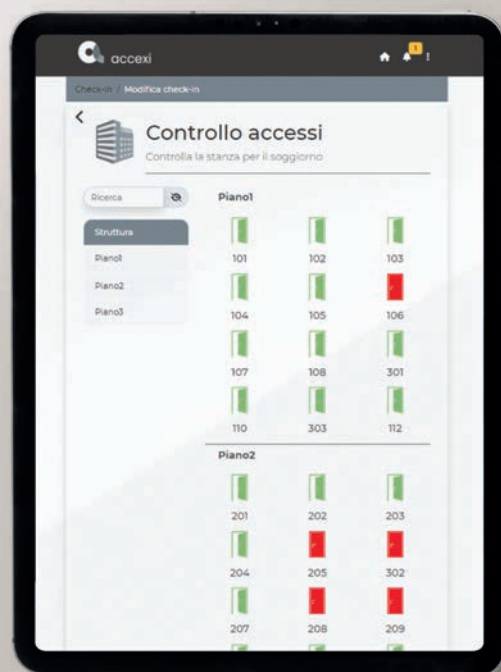 accexi
1
Check-in / Modifica check-in
Controllo accessi
Controlla la stanza per il soggiorno
Ricerca
Struttura
Piano1
Piano2
Piano3
Piano1
101 102 103
104 105 106
107 108 301
110 303 112
Piano2
201 202 203
204 205 302
207 208 209